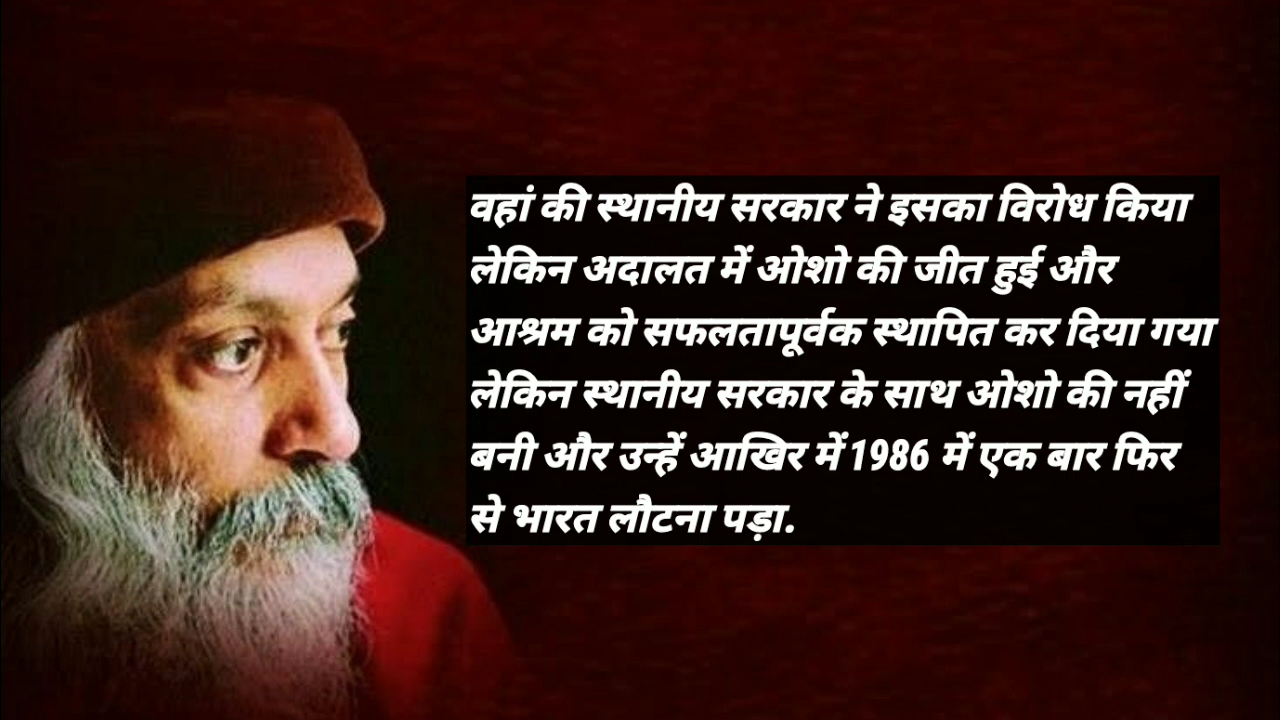 वहां की स्थानीय सरकार ने इसका विरोध किया
लेकिन अदालत में ओशो की जीत हुई और
आश्रम को सफलतापूर्वक स्थापित कर दिया गया
लेकिन स्थानीय सरकार के साथ ओशो की नहीं
बनी और उन्हें आखिर में 1986 में एक बार फिर
से भारत लौटना पड़ा.